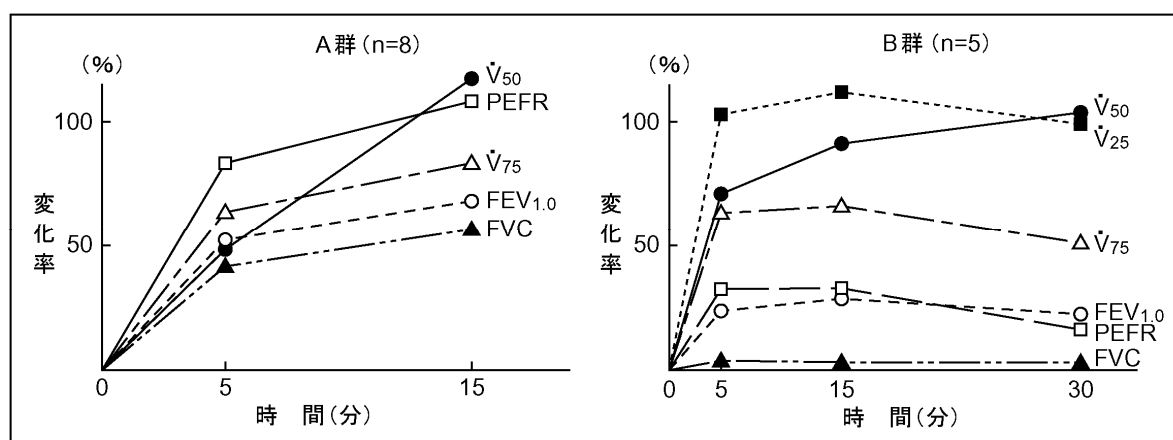 A群(n=8)
(%)
100
50
変化率
0
5
15
時 間(分)
V̇50
PEFR
V̇75
FEV1.0
FVC
B群(n=5)
(%)
100
50
変化率
0
5
15
30
時 間(分)
V̇50
V̇25
V̇75
FEV1.0
PEFR
FVC